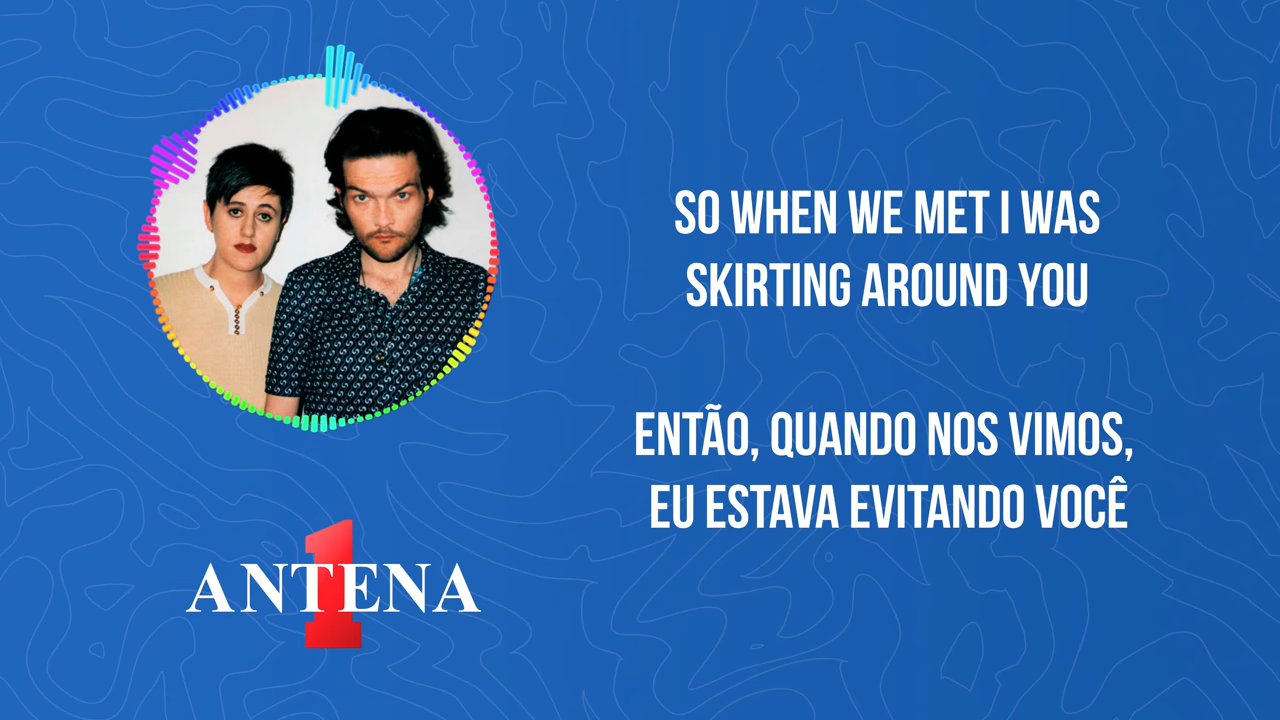 SO WHEN WE MET I WAS
SKIRTING AROUND YOU
ENTÃO, QUANDO NOS VIMOS,
EU ESTAVA EVITANDO VOCÊ
ANTENA 1